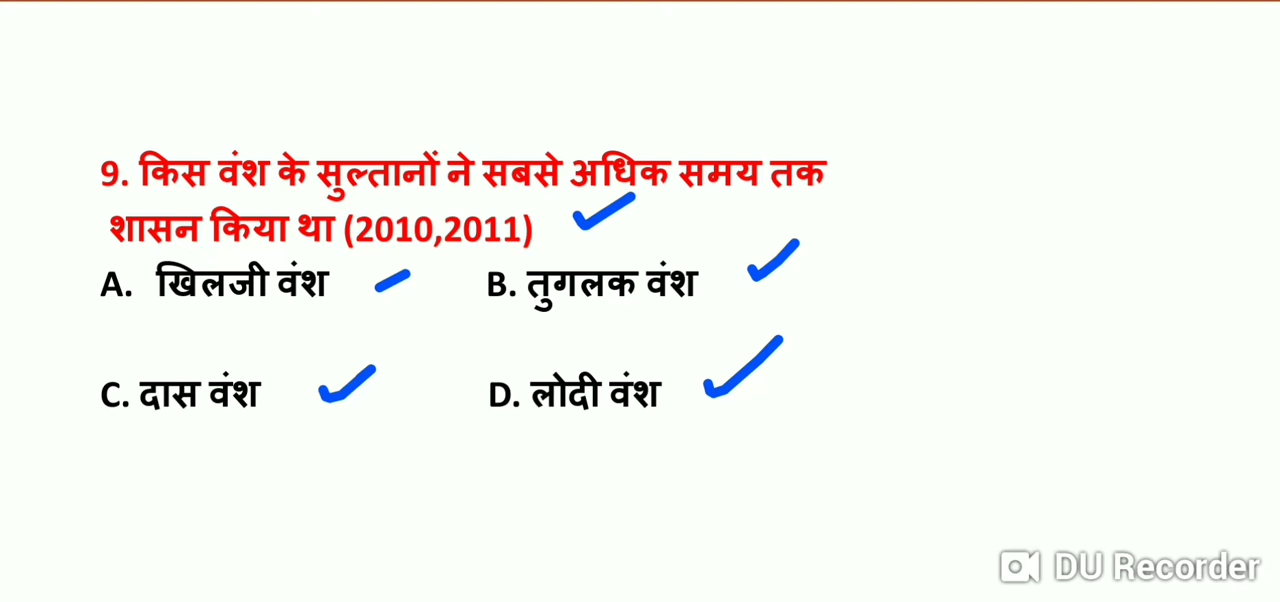 9. किस वंश के सुल्तानों ने सबसे अधिक समय तक
शासन किया था (2010,2011)
A. खिलजी वंश B. तुगलक वंश
C. दास वंश D. लोदी वंश
DU Recorder